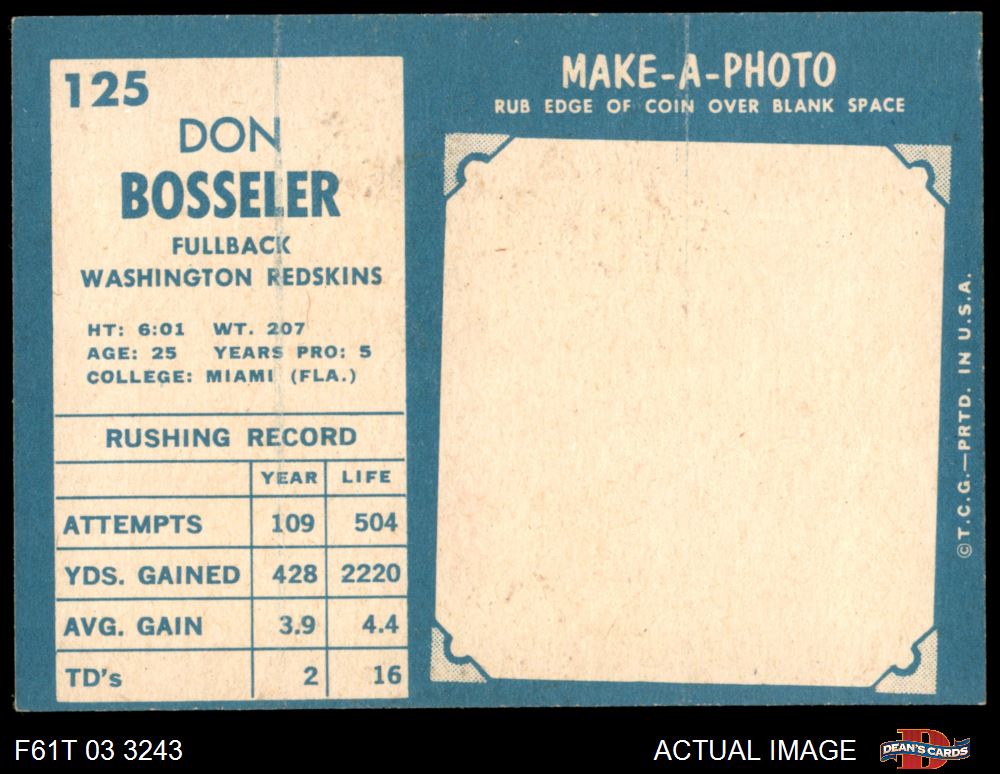 125
DON
BOSSELER
FULLBACK
WASHINGTON REDSKINS
HT: 6:01 WT. 207
AGE: 25 YEARS PRO: 5
COLLEGE: MIAMI (FLA.)
RUSHING RECORD
YEAR LIFE
ATTEMPTS 109 504
YDS. GAINED 428 2220
AVG. GAIN 3.9 4.4
TD's 2 16
MAKE-A-PHOTO
RUB EDGE OF COIN OVER BLANK SPACE
©T.C.G.—PRTD. IN U.S.A.
F61T 03 3243
ACTUAL IMAGE
DEAN'S CARDS